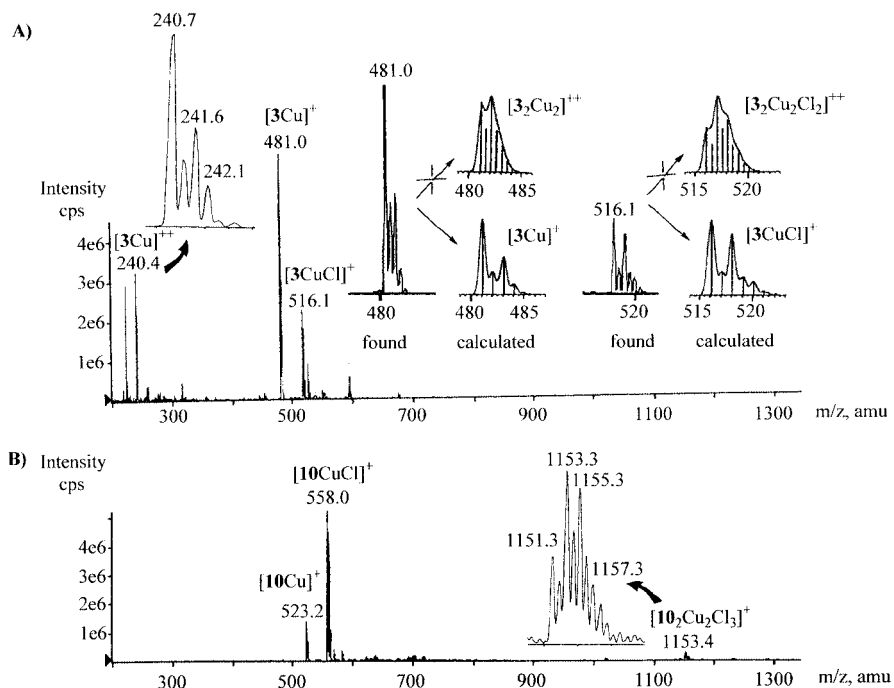 A)
Intensity
cps
4e6
3e6
2e6
1e6
240.7
241.6
242.1
[3Cu]++
240.4
[3Cu]+
481.0
[3CuCl]+
516.1
481.0
480
found
[3₂Cu₂]++
480 485
[3Cu]+
480 485
calculated
516.1
520
found
[3₂Cu₂Cl₂]++
515 520
[3CuCl]+
515 520
calculated
300 500 700 900 1100 1300 m/z, amu
B)
Intensity
cps
4e6
3e6
2e6
1e6
[10CuCl]+
558.0
[10Cu]+
523.2
1153.3
1155.3
1151.3
1157.3
[10₂Cu₂Cl₃]+
1153.4
300 500 700 900 1100 1300 m/z, amu